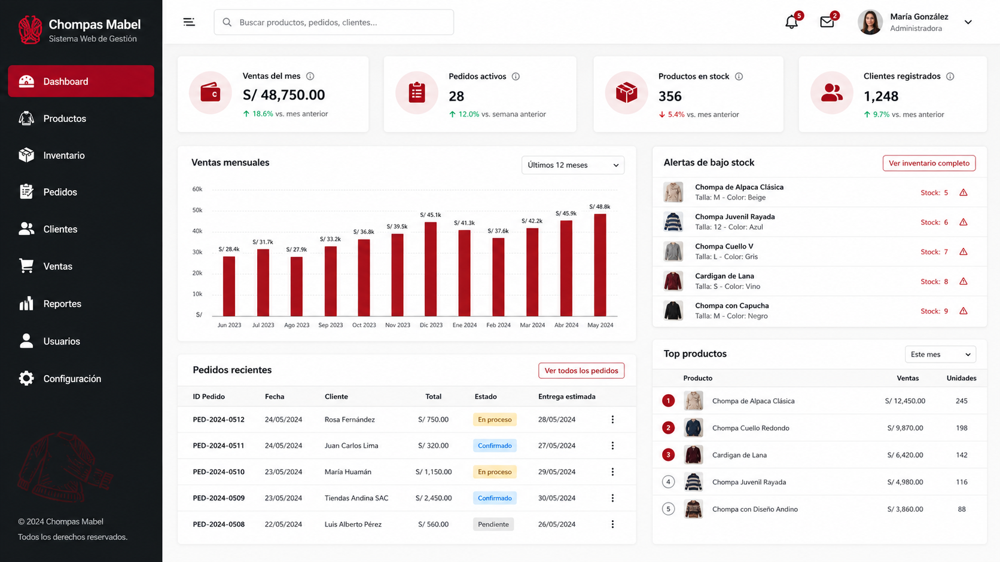 Chompas Mabel
Sistema Web de Gestión
Dashboard
Productos
Inventario
Pedidos
Clientes
Ventas
Reportes
Usuarios
Configuración
© 2024 Chompas Mabel
Todos los derechos reservados.
Buscar productos, pedidos, clientes...
5
2
María González
Administradora
Ventas del mes
S/ 48,750.00
18.6% vs. mes anterior
Pedidos activos
28
12.0% vs. semana anterior
Productos en stock
356
5.4% vs. mes anterior
Clientes registrados
1,248
9.7% vs. mes anterior
Ventas mensuales
Últimos 12 meses
60k
50k
40k
30k
20k
10k
S/
S/ 28.4k
S/ 31.7k
S/ 27.9k
S/ 33.2k
S/ 36.8k
S/ 39.5k
S/ 45.1k
S/ 41.3k
S/ 37.6k
S/ 42.2k
S/ 45.9k
S/ 48.8k
Jun 2023
Jul 2023
Ago 2023
Sep 2023
Oct 2023
Nov 2023
Dic 2023
Ene 2024
Feb 2024
Mar 2024
Abr 2024
May 2024
Alertas de bajo stock
Ver inventario completo
Chompa de Alpaca Clásica
Talla: M - Color: Beige
Stock: 5
Chompa Juvenil Rayada
Talla: 12 - Color: Azul
Stock: 6
Chompa Cuello V
Talla: L - Color: Gris
Stock: 7
Cardigan de Lana
Talla: S - Color: Vino
Stock: 8
Chompa con Capucha
Talla: M - Color: Negro
Stock: 9
Pedidos recientes
Ver todos los pedidos
ID Pedido Fecha Cliente Total Estado Entrega estimada
PED-2024-0512 24/05/2024 Rosa Fernández S/ 750.00 En proceso 28/05/2024
PED-2024-0511 24/05/2024 Juan Carlos Lima S/ 320.00 Confirmado 27/05/2024
PED-2024-0510 23/05/2024 María Huamán S/ 1,150.00 En proceso 29/05/2024
PED-2024-0509 23/05/2024 Tiendas Andina SAC S/ 2,450.00 Confirmado 30/05/2024
PED-2024-0508 22/05/2024 Luis Alberto Pérez S/ 560.00 Pendiente 26/05/2024
Top productos
Este mes
Producto Ventas Unidades
1 Chompa de Alpaca Clásica S/ 12,450.00 245
2 Chompa Cuello Redondo S/ 9,870.00 198
3 Cardigan de Lana S/ 6,420.00 142
4 Chompa Juvenil Rayada S/ 4,980.00 116
5 Chompa con Diseño Andino S/ 3,860.00 88